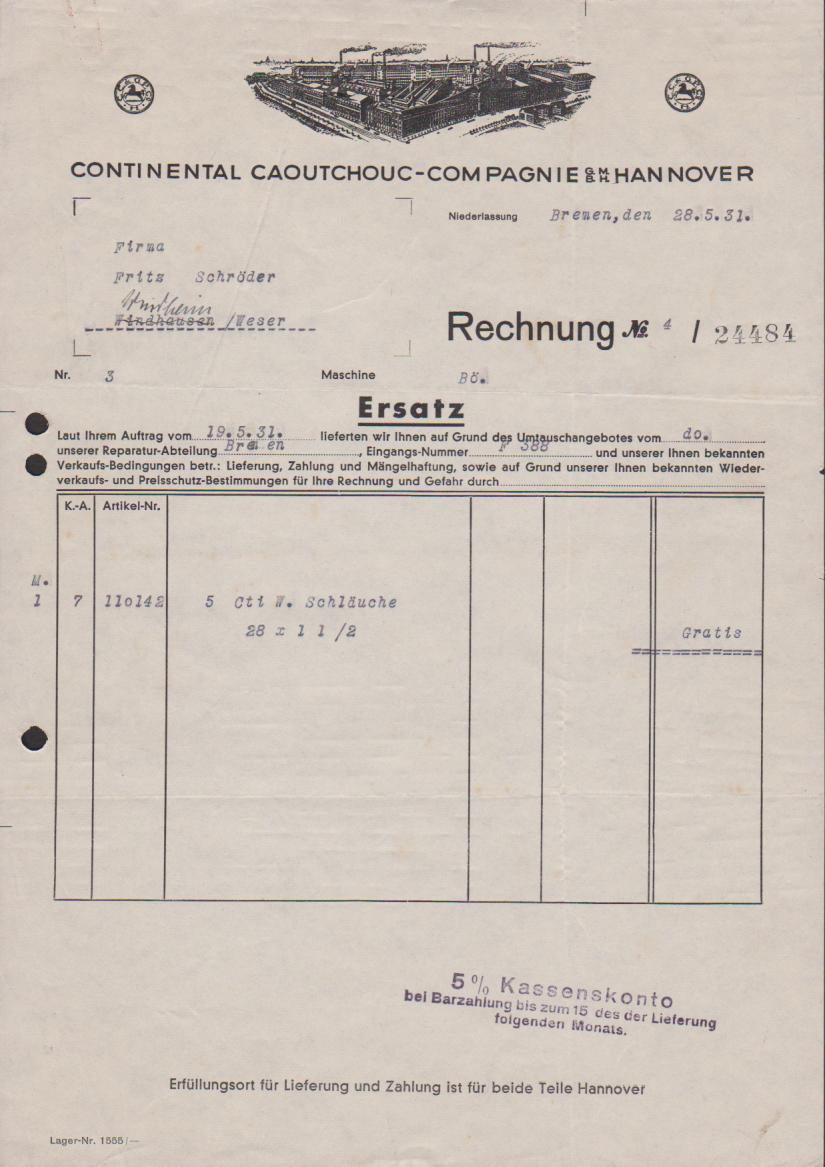 CONTINENTAL CAOUTCHOUC-COMPAGNIE G.M.B.H. HANNOVER
Niederlassung Bremen,den 28.5.31.
Firma
Fritz Schröder
Windheim
Windhausen /Weser
Rechnung No. 4 / 24484
Nr. 3 Maschine Bö.
Ersatz
Laut Ihrem Auftrag vom 19.5.31. lieferten wir Ihnen auf Grund des Umtauschangebotes vom do.
unserer Reparatur-Abteilung Bremen, Eingangs-Nummer F 388 und unserer Ihnen bekannten
Verkaufs-Bedingungen betr.: Lieferung, Zahlung und Mängelhaftung, sowie auf Grund unserer Ihnen bekannten Wieder-
verkaufs- und Preisschutz-Bestimmungen für Ihre Rechnung und Gefahr durch
K.-A. Artikel-Nr.
M.
1 7 110142 5 Cti W. Schläuche
28 x 1 1/2 Gratis
5% Kassenskonto
bei Barzahlung bis zum 15 des der Lieferung
folgenden Monats.
Erfüllungsort für Lieferung und Zahlung ist für beide Teile Hannover
Lager-Nr. 1555/—